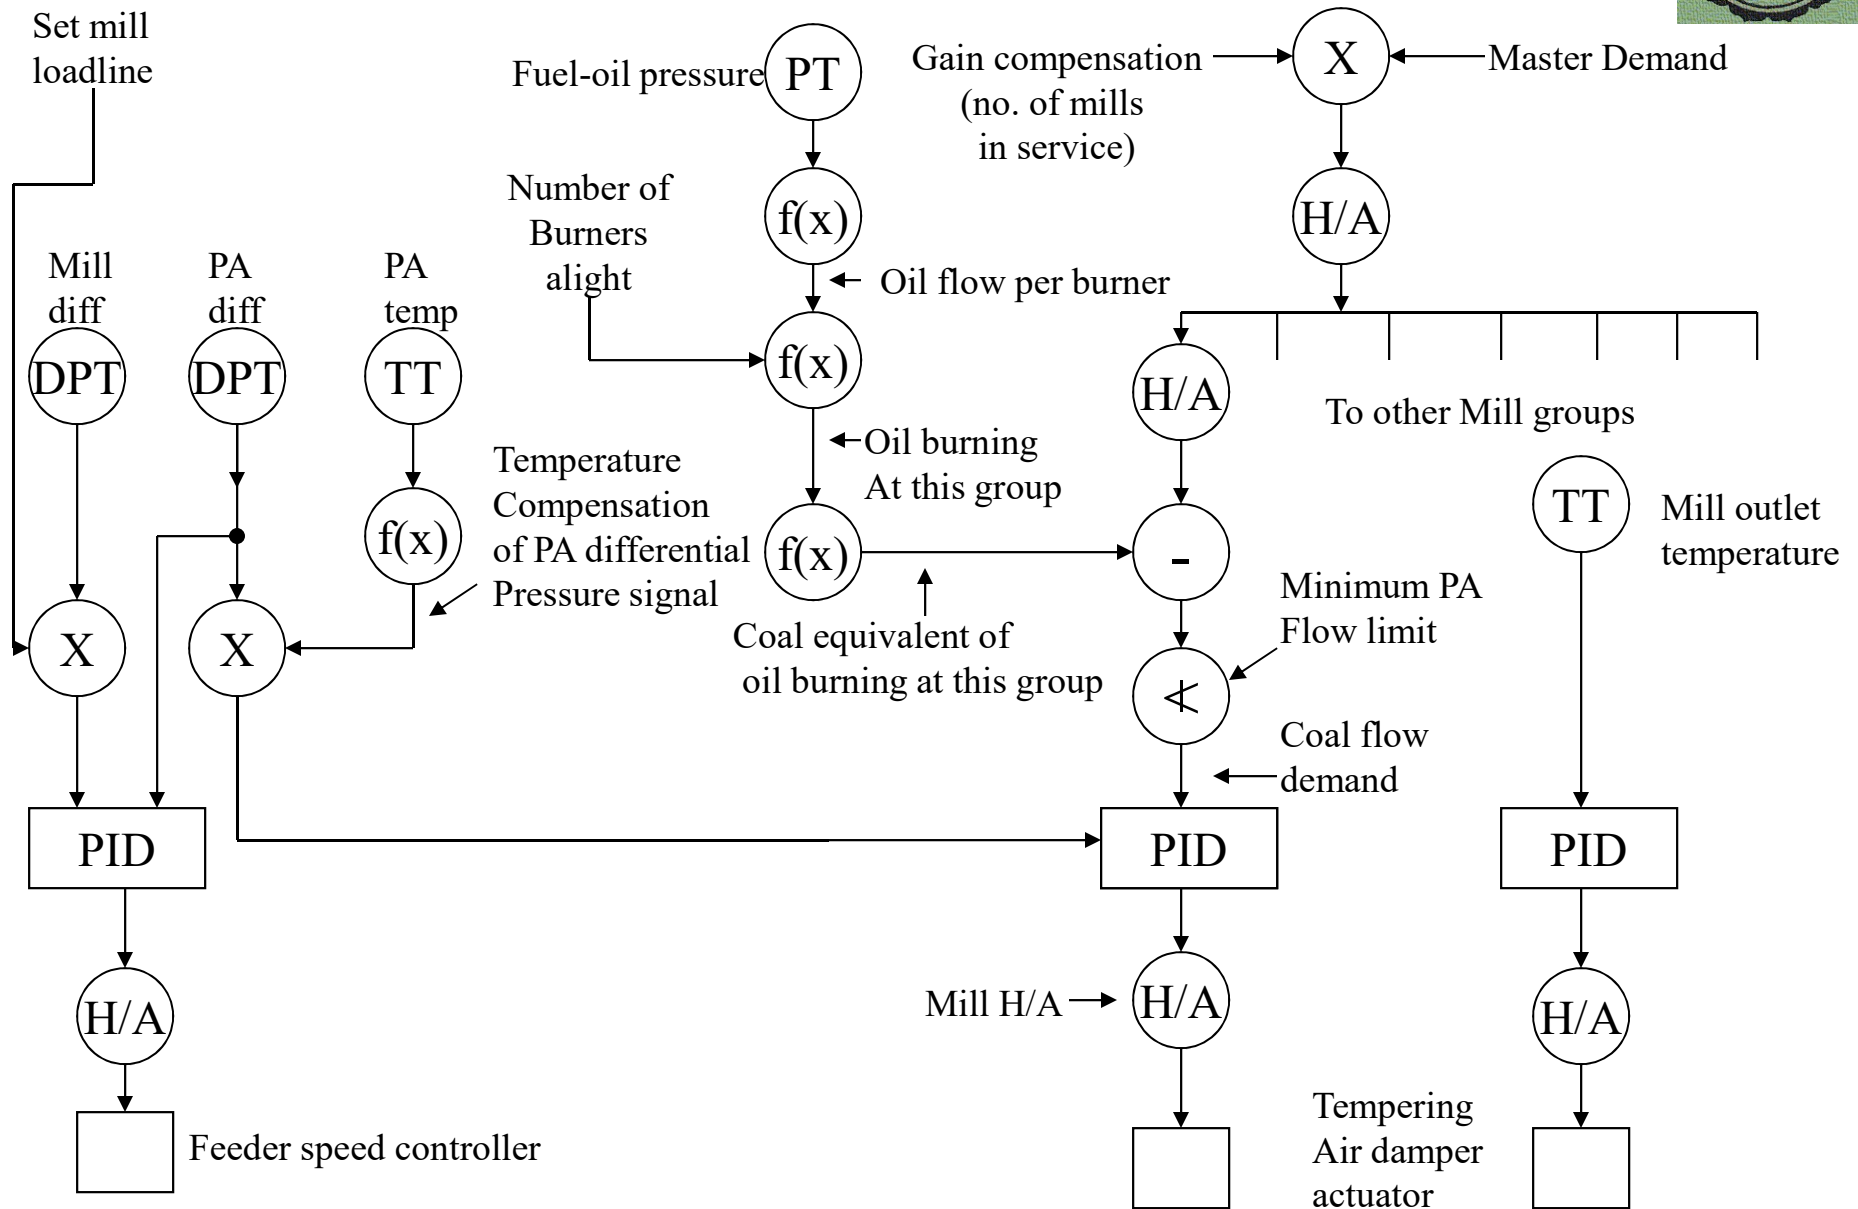 Set mill
loadline
Fuel-oil pressure
PT
Gain compensation
(no. of mills
in service)
X
Master Demand
Number of
Burners
alight
f(x)
H/A
Oil flow per burner
Mill
diff
PA
diff
PA
temp
DPT
DPT
TT
f(x)
H/A
To other Mill groups
Oil burning
At this group
Temperature
Compensation
of PA differential
Pressure signal
f(x)
f(x)
-
TT
Mill outlet
temperature
Minimum PA
Flow limit
X
X
Coal equivalent of
oil burning at this group
≮
Coal flow
demand
PID
PID
PID
H/A
Mill H/A
H/A
H/A
Feeder speed controller
Tempering
Air damper
actuator